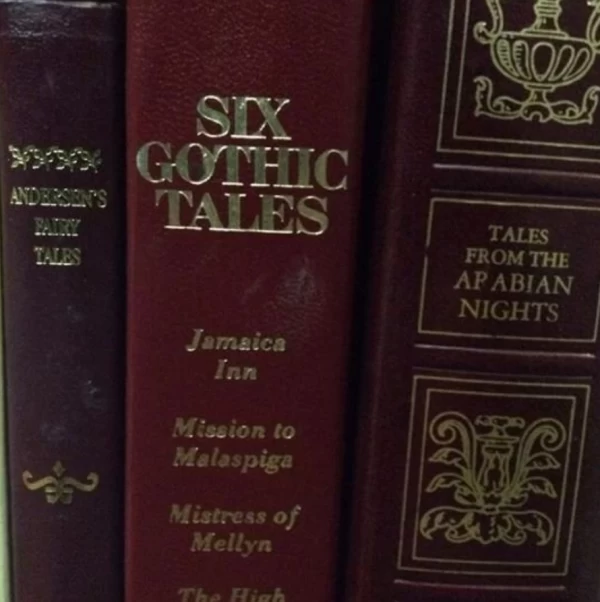 ANDERSEN'S
FAIRY
TALES
SIX
GOTHIC
TALES
Jamaica
Inn
Mission to
Malaspiga
Mistress of
Mellyn
The High
TALES
FROM THE
ARABIAN
NIGHTS